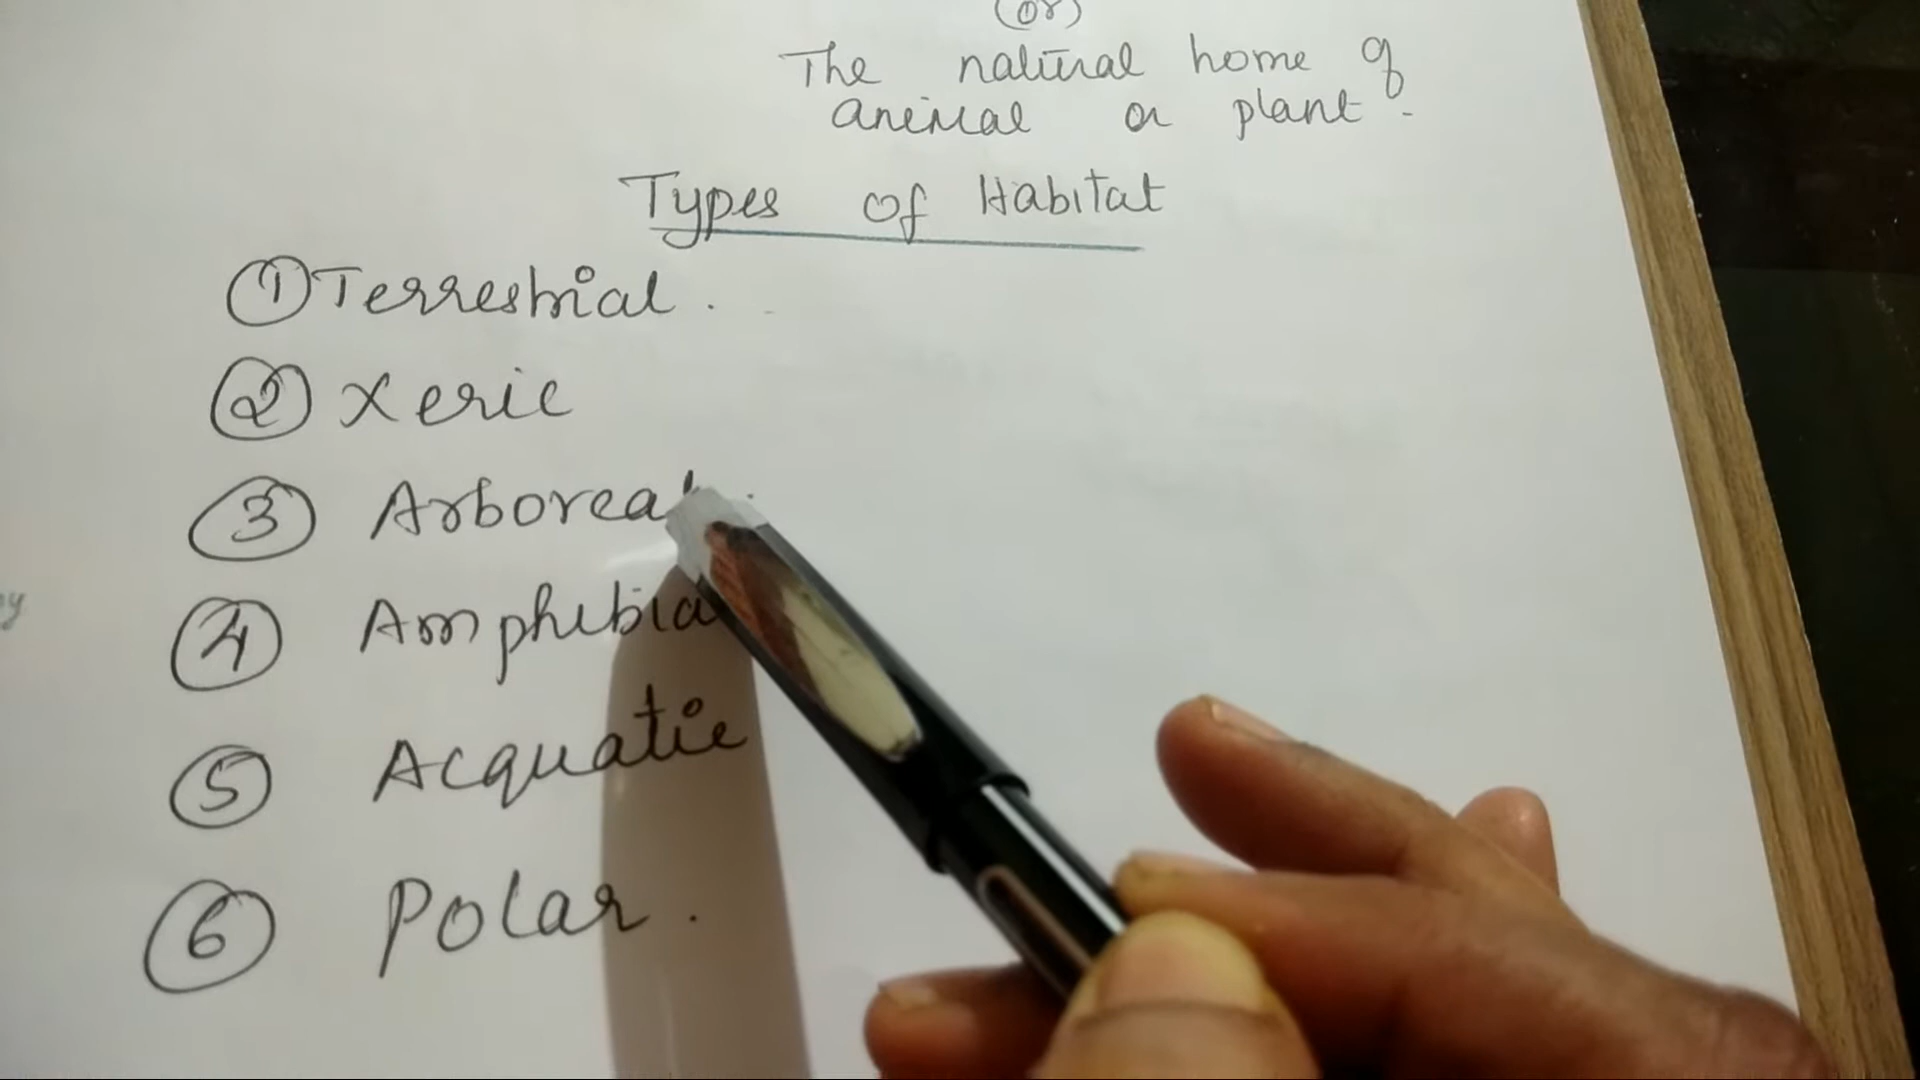 (or)
The natural home of
animal or plant.
Types of Habitat
① Terrestrial.
② Xeric
③ Arboreal.
④ Amphibia
⑤ Acquatic
⑥ Polar.